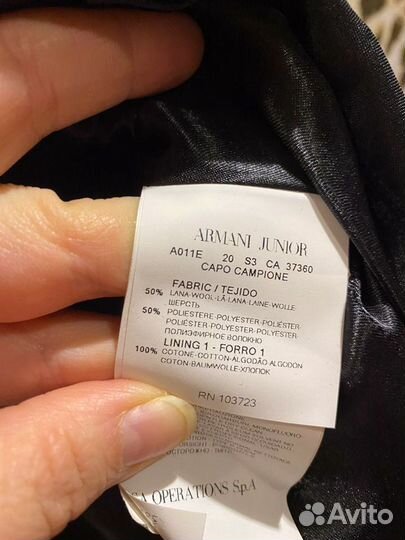 ARMANI JUNIOR
A011E 20 S3 CA 37360
CAPO CAMPIONE
FABRIC / TEJIDO
50% LANA-WOOL-LÃ-LANA-LAINE-WOLLE
ШЕРСТЬ
50% POLIESTERE-POLYESTER-POLIÉSTER-
POLIÉSTER-POLYESTER-POLYESTER
ПОЛИЭФИРНОЕ ВОЛОКНО
LINING 1 - FORRO 1
100% COTONE-COTTON-ALGODÃO-ALGODON
COTON-BAUMWOLLE-ХЛОПОК
RN 103723
OPERATIONS S.p.A
Avito